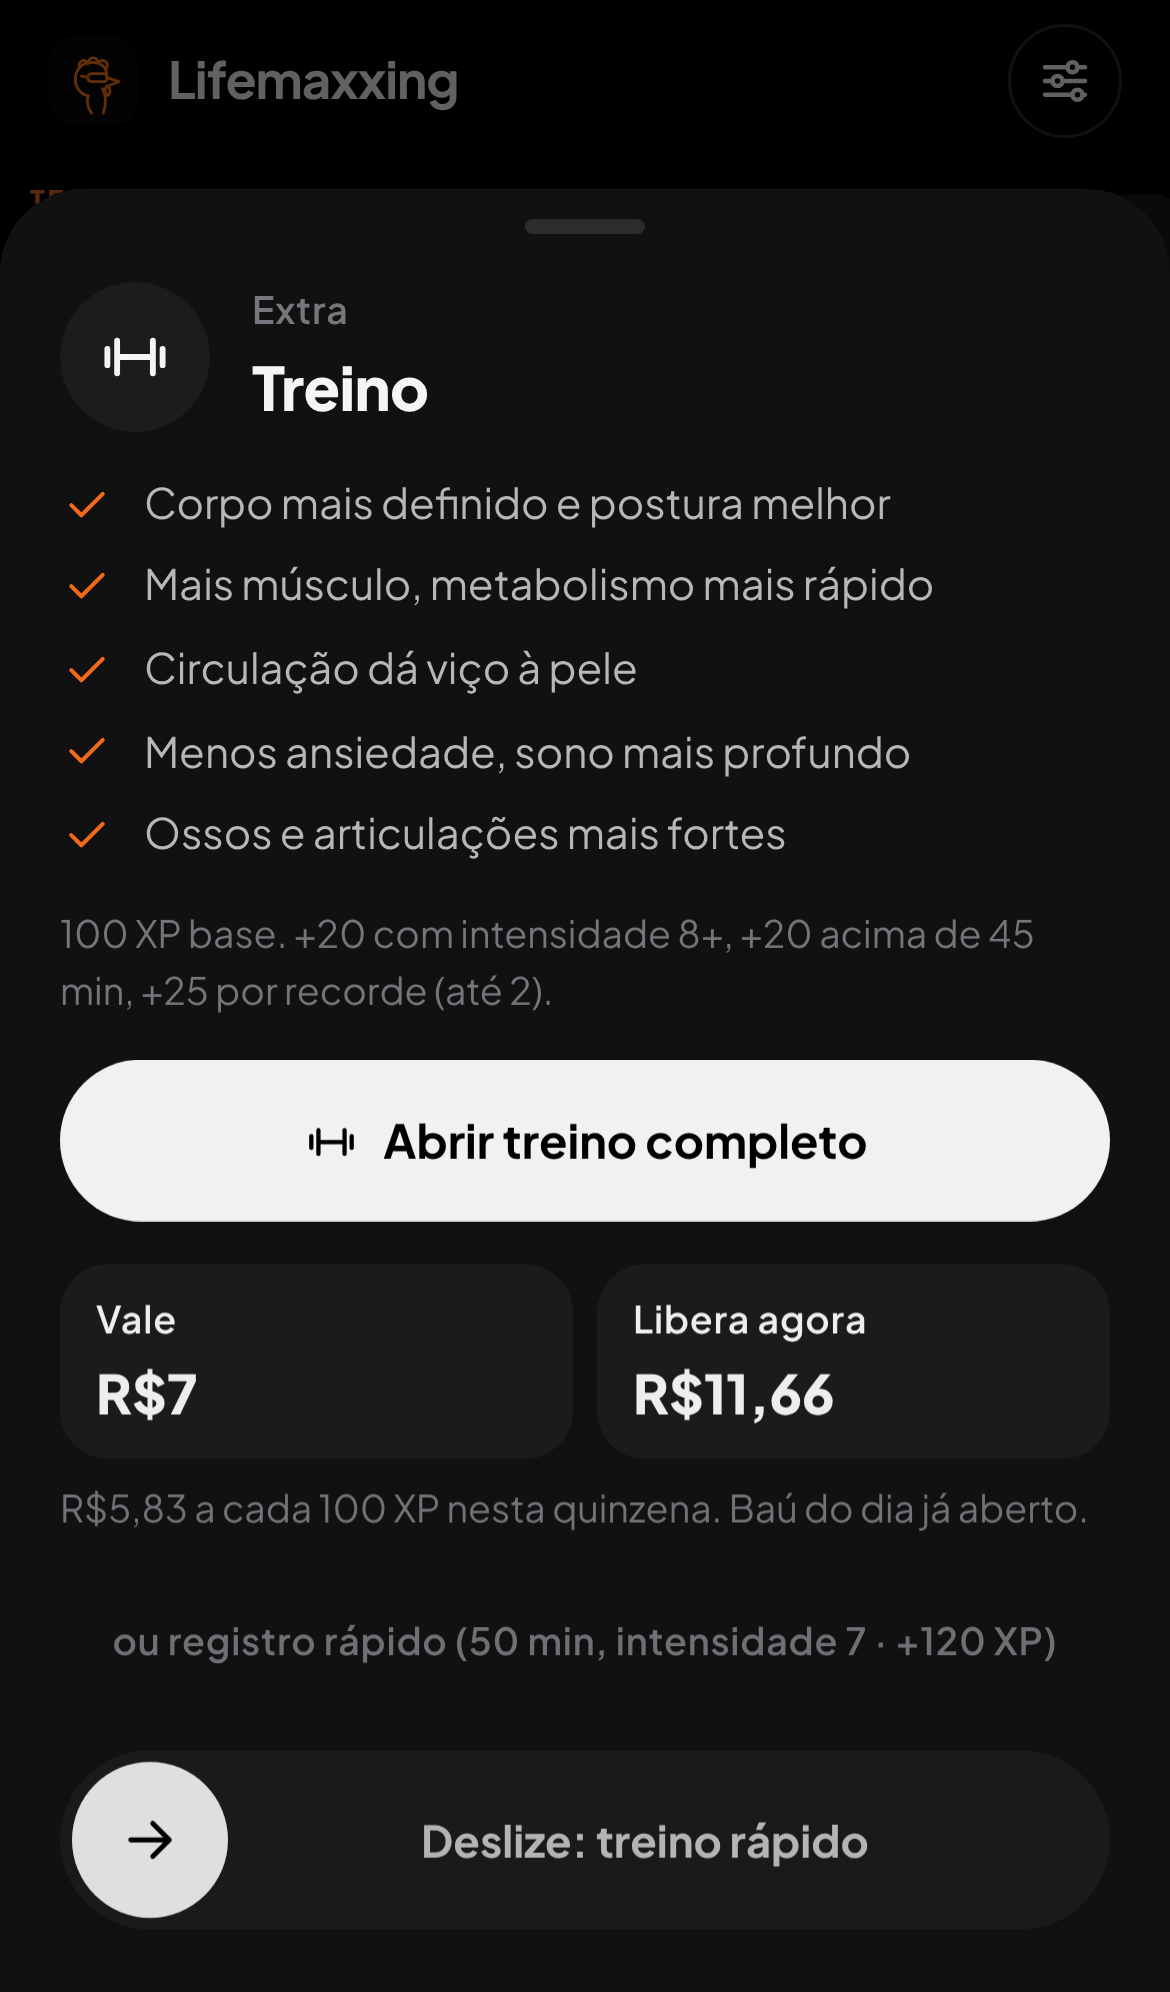 Lifemaxxing
Extra
Treino
Corpo mais definido e postura melhor
Mais músculo, metabolismo mais rápido
Circulação dá viço à pele
Menos ansiedade, sono mais profundo
Ossos e articulações mais fortes
100 XP base. +20 com intensidade 8+, +20 acima de 45
min, +25 por recorde (até 2).
Abrir treino completo
Vale
R$7
Libera agora
R$11,66
R$5,83 a cada 100 XP nesta quinzena. Baú do dia já aberto.
ou registro rápido (50 min, intensidade 7 · +120 XP)
Deslize: treino rápido